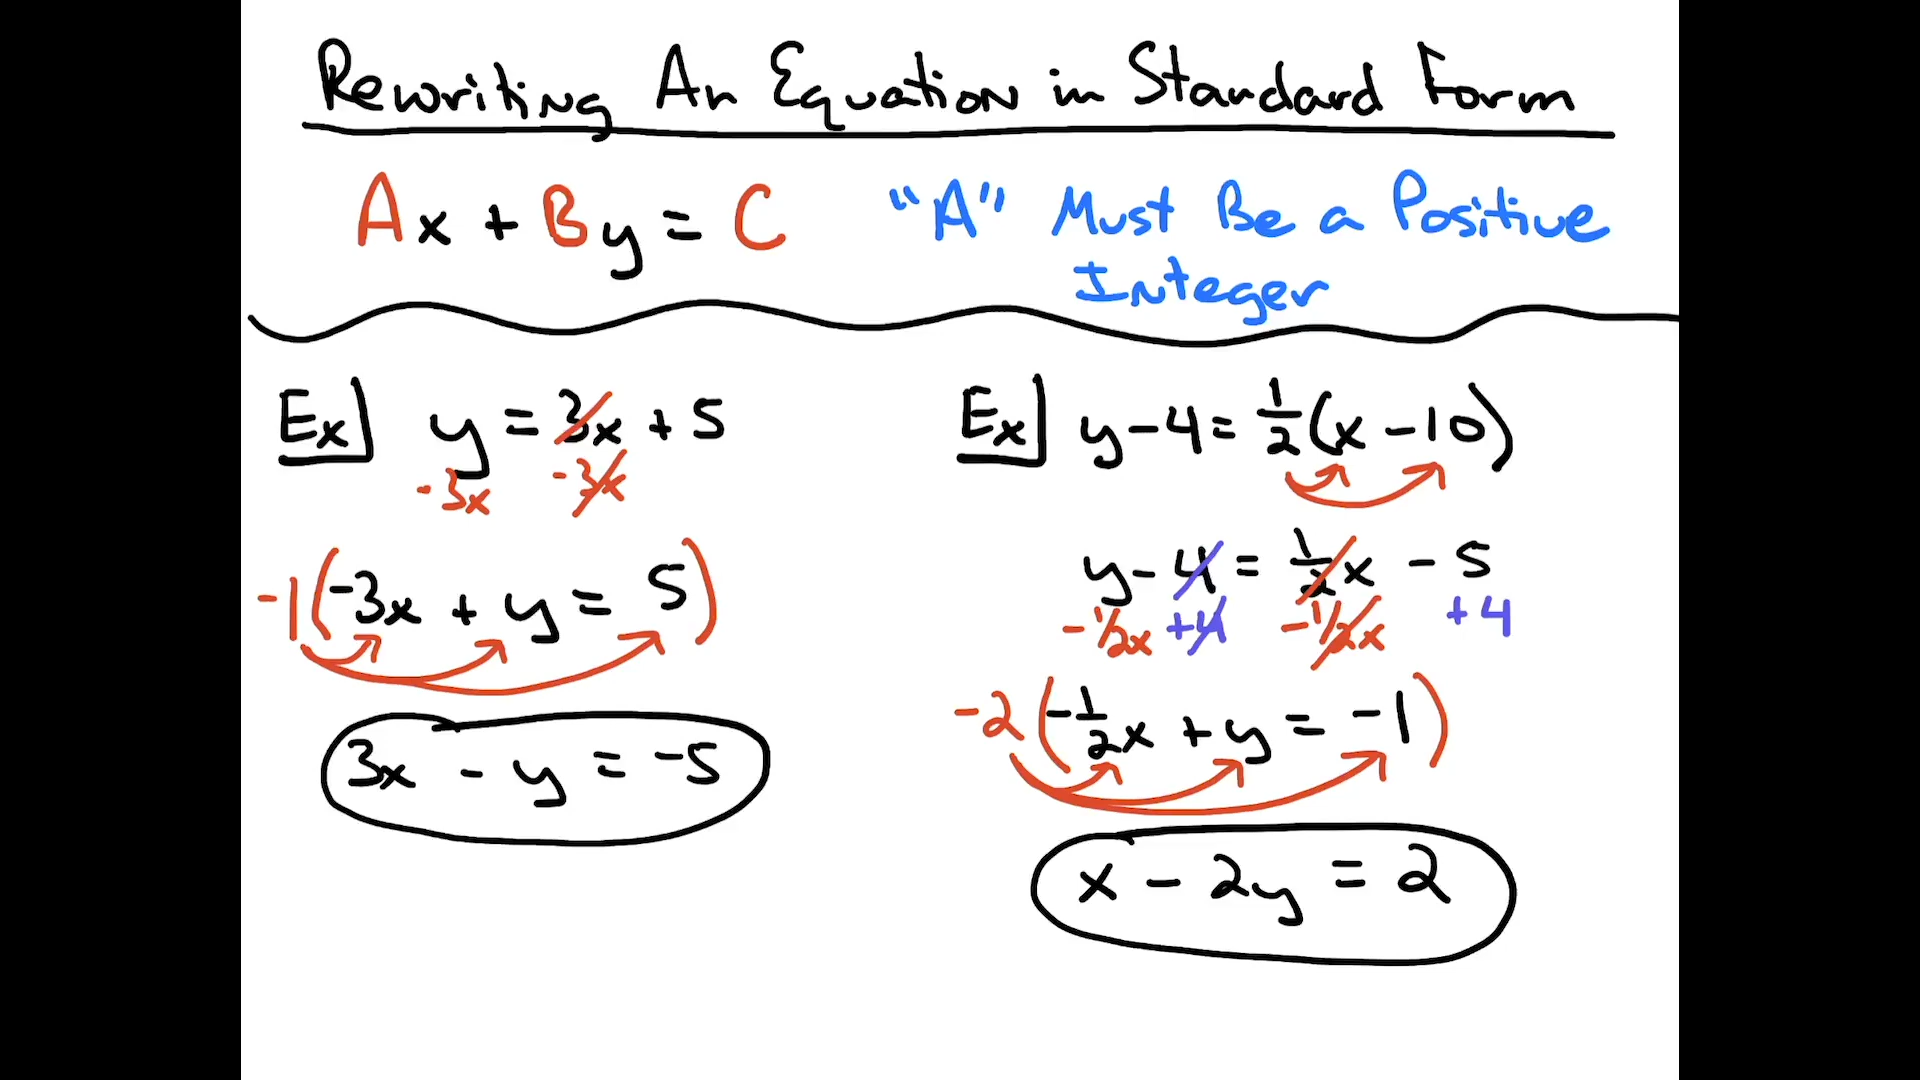 Rewriting An Equation in Standard Form
Ax + By = C
"A" Must Be a Positive
Integer
Ex] y = 3x + 5
-3x -3x
-1(-3x + y = 5)
3x - y = -5
Ex] y-4 = 1/2(x-10)
y-4 = 1/2x - 5
-1/2x +4 -1/2x +4
-2(-1/2x + y = -1)
x - 2y = 2